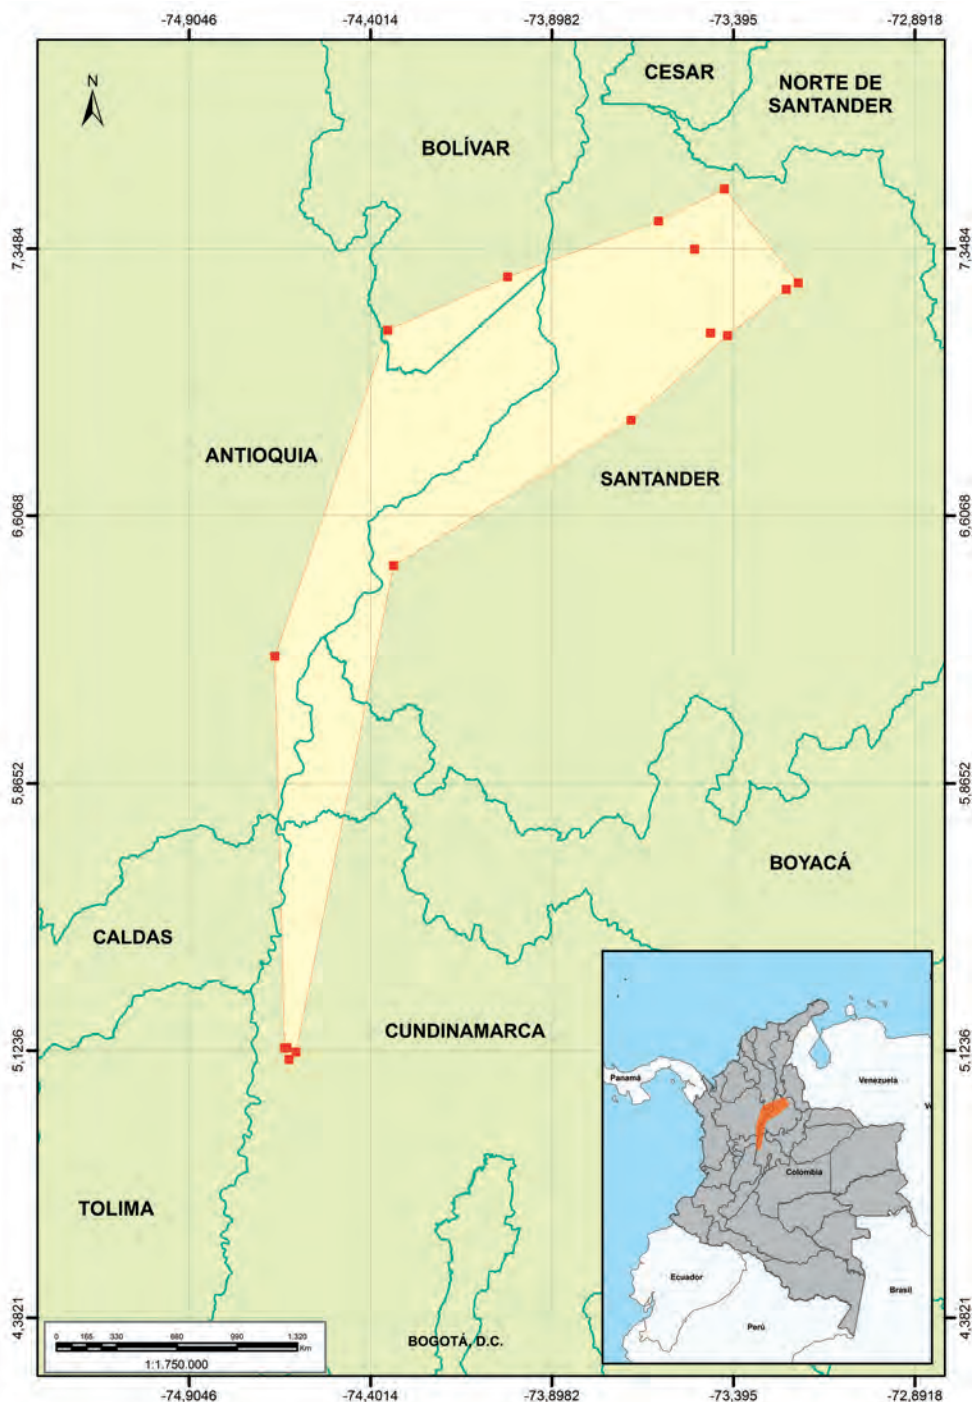 -74,9046 -74,4014 -73,8982 -73,395 -72,8918
N
CESAR
NORTE DE
SANTANDER
BOLÍVAR
7,3484 7,3484
ANTIOQUIA
SANTANDER
6,6068 6,6068
5,8652 5,8652
BOYACÁ
CALDAS
CUNDINAMARCA
5,1236 5,1236
Panamá
Venezuela
Colombia
TOLIMA
Ecuador
Brasil
Perú
4,3821 4,3821
0 165 330 660 990 1.320
Km
1:1.750.000
BOGOTÁ, D.C.
-74,9046 -74,4014 -73,8982 -73,395 -72,8918